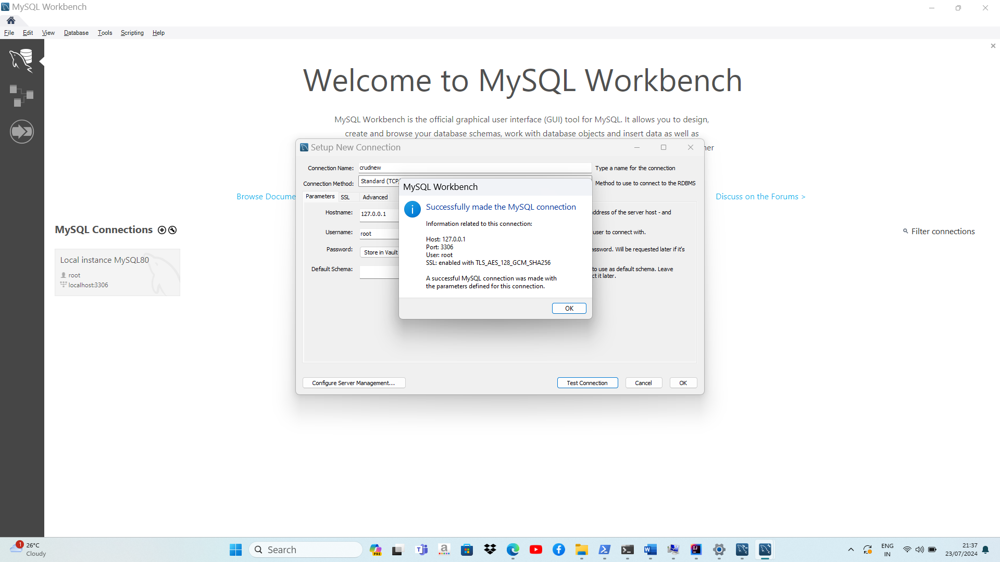 MySQL Workbench
File Edit View Database Tools Scripting Help
Welcome to MySQL Workbench
MySQL Workbench is the official graphical user interface (GUI) tool for MySQL. It allows you to design,
create and browse your database schemas, work with database objects and insert data as well as
Browse
Discuss on the Forums >
MySQL Connections
Filter connections
Local instance MySQL80
root
localhost:3306
Setup New Connection
Connection Name: crudnew Type a name for the connection
Connection Method: Standard Method to use to connect to the RDBMS
Parameters SSL Advanced
Hostname: 127.0.0.1 of the server host - and
Username: root user to connect with.
Password: Store in Vault Will be requested later if it's
Default Schema: to use as default schema. Leave
it later.
MySQL Workbench
Successfully made the MySQL connection
Information related to this connection:
Host: 127.0.0.1
Port: 3306
User: root
SSL: enabled with TLS_AES_128_GCM_SHA256
A successful MySQL connection was made with
the parameters defined for this connection.
OK
Configure Server Management... Test Connection Cancel OK
1
26°C
Cloudy
Search
PRE
ENG
IN
21:37
23/07/2024